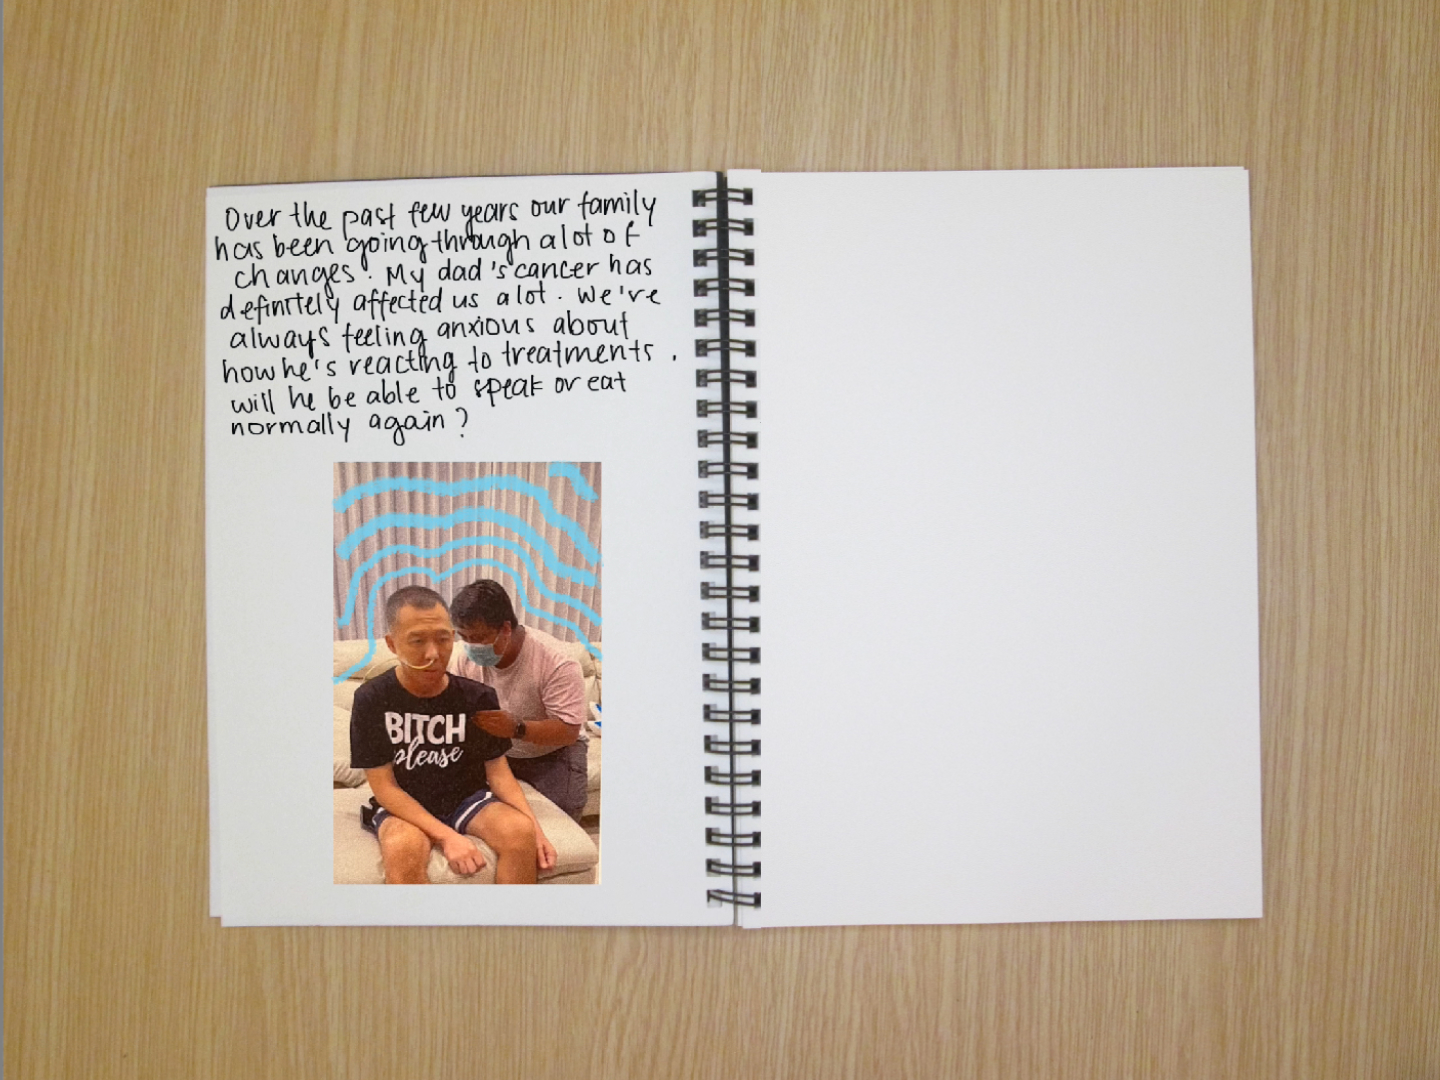 Over the past few years our family
has been going through alot of
changes. My dad's cancer has
definitely affected us alot. We're
always feeling anxious about
how he's reacting to treatments.
will he be able to speak or eat
normally again?
BITCH
please